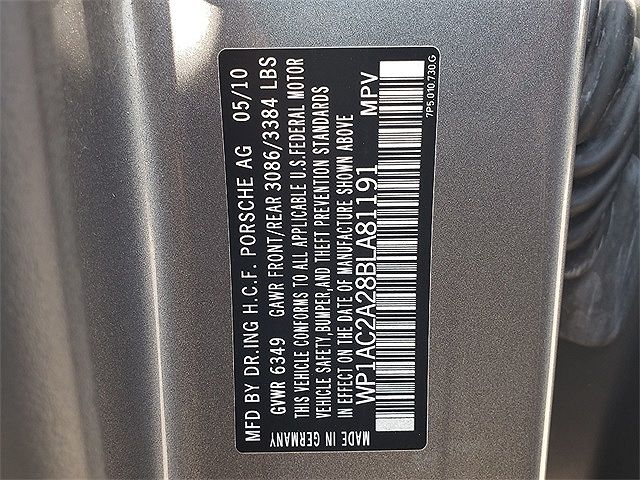 MFD BY DR.ING H.C.F. PORSCHE AG 05/10
GVWR 6349 GAWR FRONT/REAR 3086/3384 LBS
THIS VEHICLE CONFORMS TO ALL APPLICABLE U.S.FEDERAL MOTOR
VEHICLE SAFETY,BUMPER,AND THEFT PREVENTION STANDARDS
IN EFFECT ON THE DATE OF MANUFACTURE SHOWN ABOVE
WP1AC2A28BLA81191 MPV
MADE IN GERMANY
7P5.010.730.G